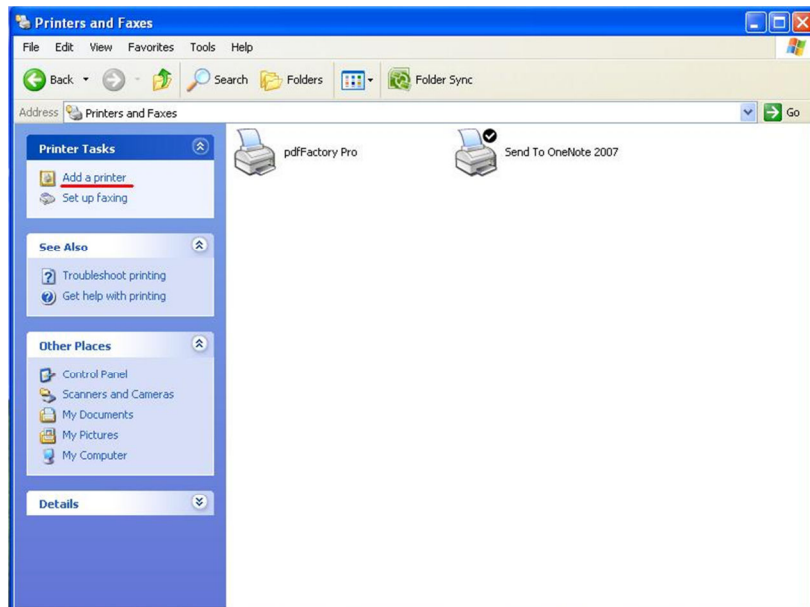 Printers and Faxes
File Edit View Favorites Tools Help
Back Search Folders Folder Sync
Address Printers and Faxes Go
Printer Tasks
Add a printer
Set up faxing
See Also
Troubleshoot printing
Get help with printing
Other Places
Control Panel
Scanners and Cameras
My Documents
My Pictures
My Computer
Details
pdfFactory Pro
Send To OneNote 2007